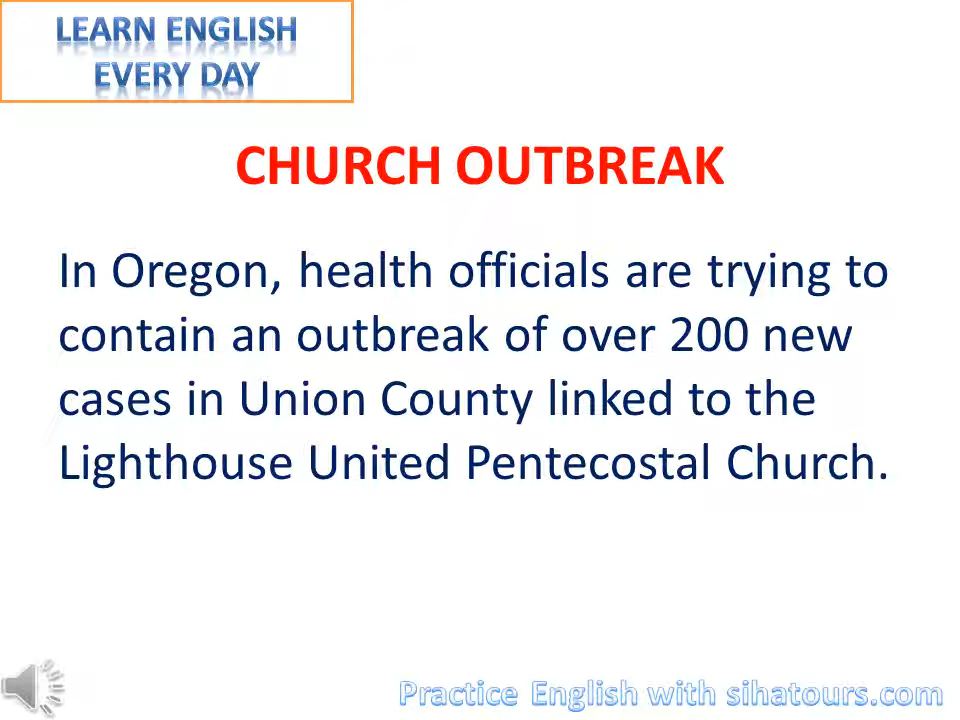 LEARN ENGLISH
EVERY DAY
CHURCH OUTBREAK
In Oregon, health officials are trying to
contain an outbreak of over 200 new
cases in Union County linked to the
Lighthouse United Pentecostal Church.
Practice English with sihatours.com